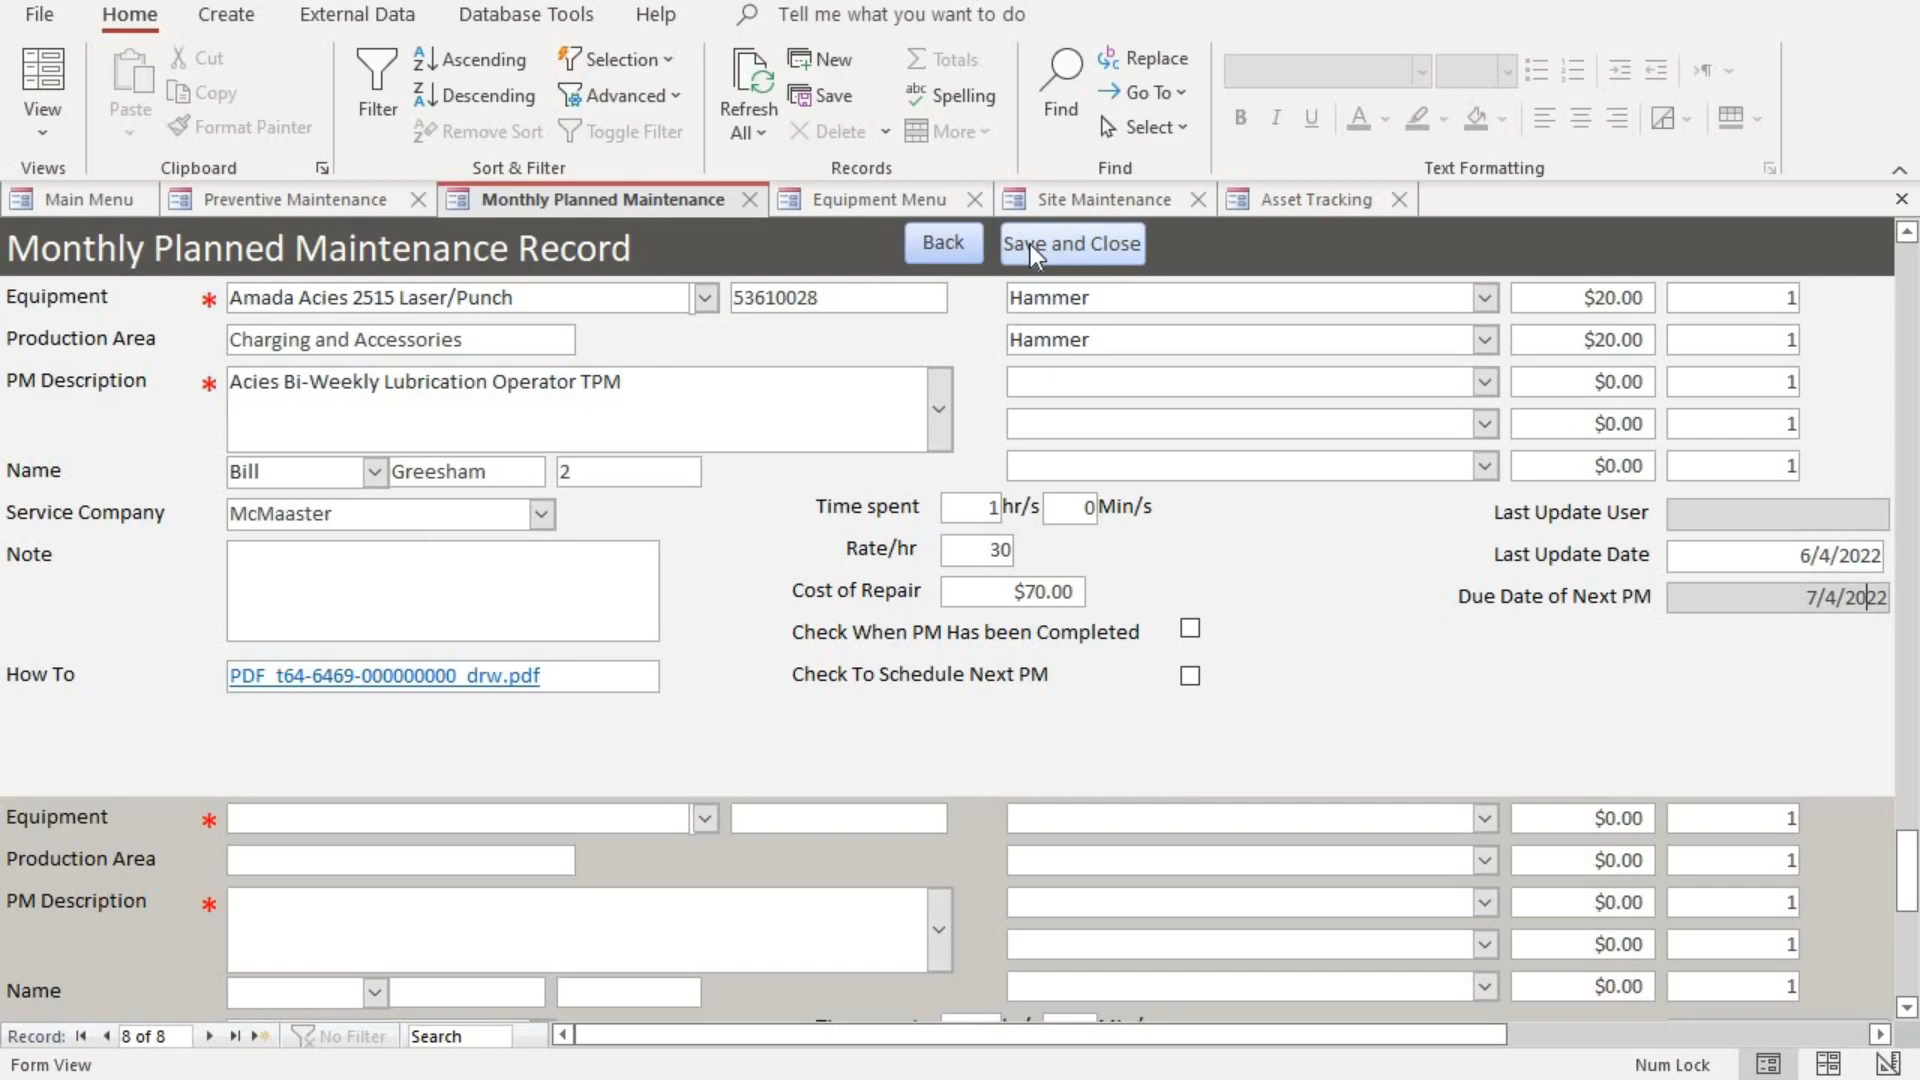 File Home Create External Data Database Tools Help Tell me what you want to do
View
Views
Paste
Cut
Copy
Format Painter
Clipboard
Filter
Ascending
Descending
Remove Sort
Selection
Advanced
Toggle Filter
Sort & Filter
Refresh
All
New
Save
Delete
Totals
Spelling
More
Records
Find
Replace
Go To
Select
Find
B I U A
Text Formatting
Main Menu Preventive Maintenance Monthly Planned Maintenance Equipment Menu Site Maintenance Asset Tracking
Monthly Planned Maintenance Record Back Save and Close
Equipment * Amada Acies 2515 Laser/Punch 53610028 Hammer $20.00 1
Production Area Charging and Accessories Hammer $20.00 1
PM Description * Acies Bi-Weekly Lubrication Operator TPM $0.00 1
$0.00 1
Name Bill Greesham 2 $0.00 1
Service Company McMaaster Time spent 1 hr/s 0 Min/s Last Update User
Note Rate/hr 30 Last Update Date 6/4/2022
Cost of Repair $70.00 Due Date of Next PM 7/4/2022
Check When PM Has been Completed
How To PDF_t64-6469-000000000_drw.pdf Check To Schedule Next PM
Equipment * $0.00 1
Production Area $0.00 1
PM Description * $0.00 1
$0.00 1
Name $0.00 1
Record: 8 of 8 No Filter Search
Form View Num Lock